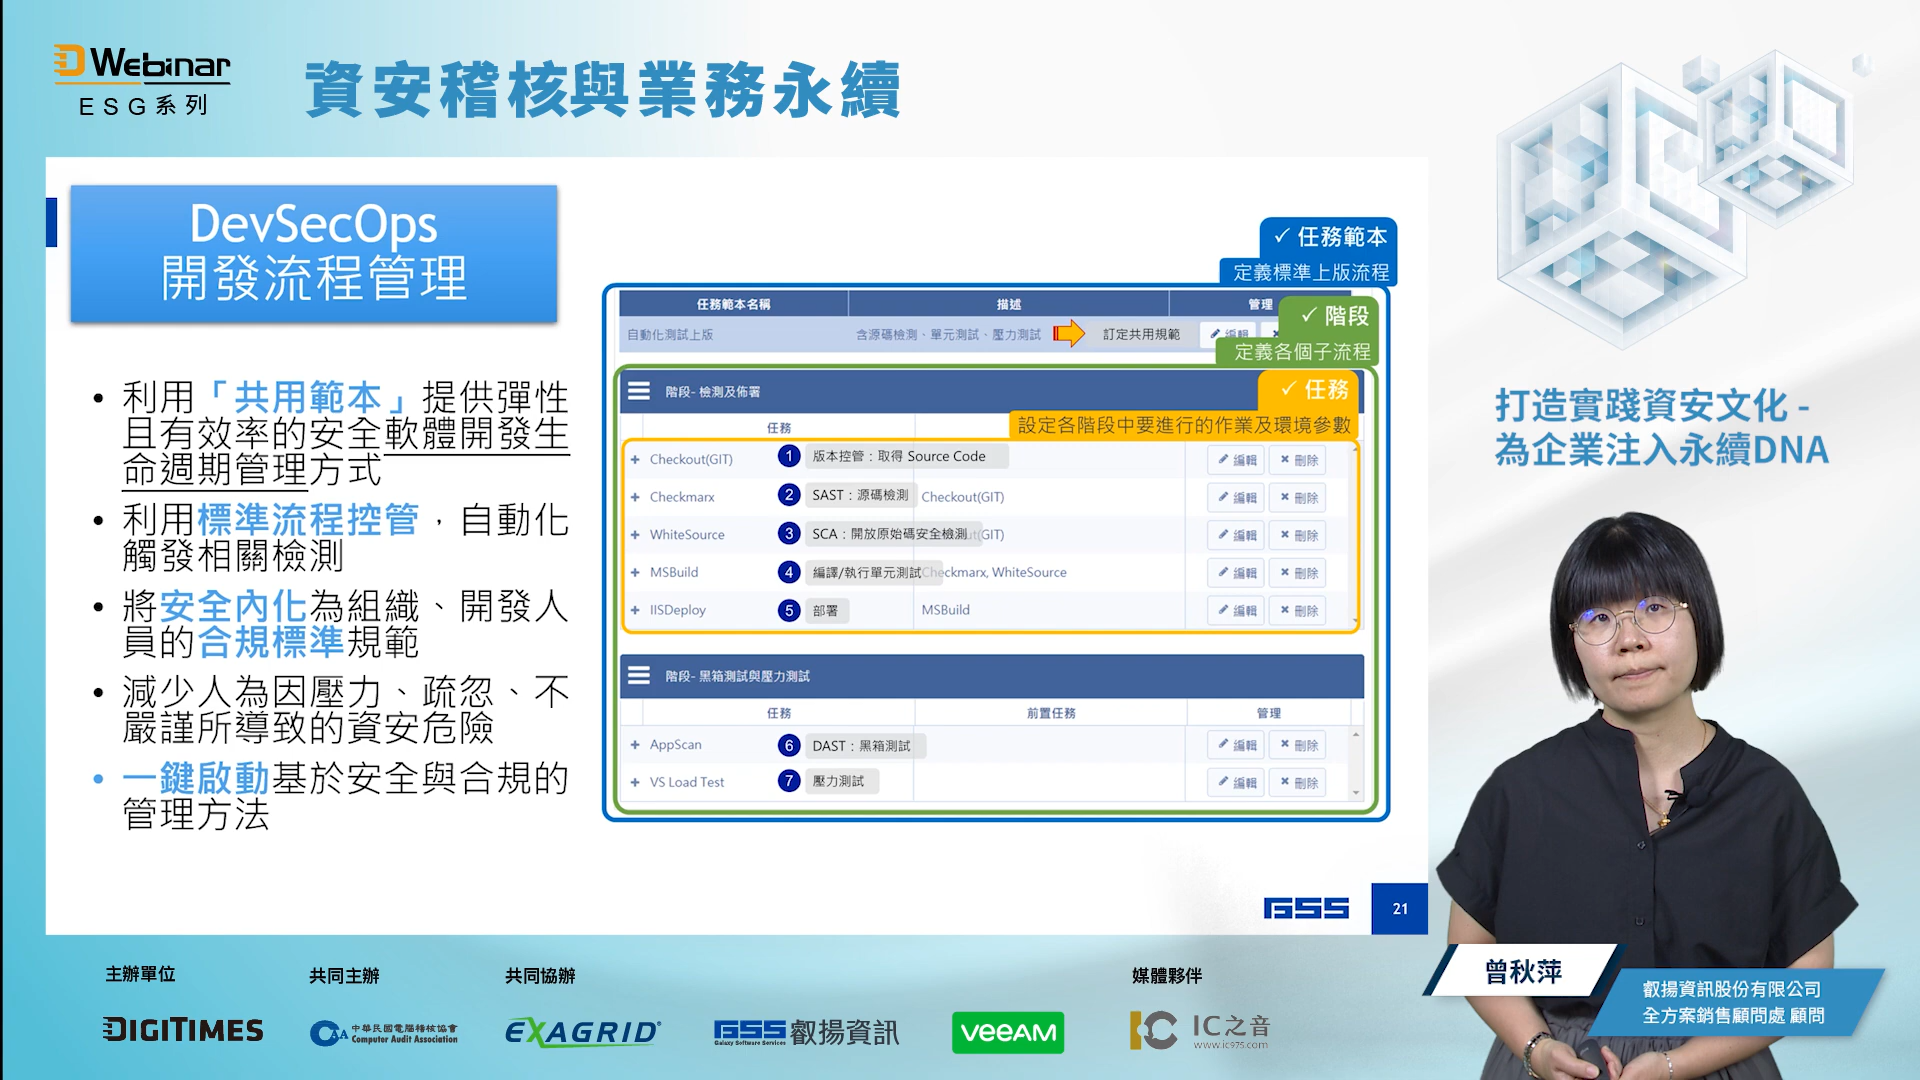 D Webinar
ESG系列
資安稽核與業務永續
DevSecOps
開發流程管理
• 利用「共用範本」提供彈性
且有效率的安全軟體開發生
命週期管理方式
• 利用標準流程控管，自動化
觸發相關檢測
• 將安全內化為組織、開發人
員的合規標準規範
• 減少人為因壓力、疏忽、不
嚴謹所導致的資安危險
• 一鍵啟動基於安全與合規的
管理方法
✓ 任務範本
定義標準上版流程
任務範本名稱 描述 管理
✓ 階段
自動化測試上版 含源碼檢測、單元測試、壓力測試 訂定共用規範 編輯
定義各個子流程
階段- 檢測及佈署
✓ 任務
設定各階段中要進行的作業及環境參數
任務
+ Checkout(GIT) 1 版本控管：取得 Source Code 編輯 ×刪除
+ Checkmarx 2 SAST：源碼檢測 Checkout(GIT) 編輯 ×刪除
+ WhiteSource 3 SCA：開放原始碼安全檢測 (GIT) 編輯 ×刪除
+ MSBuild 4 編譯/執行單元測試 Checkmarx, WhiteSource 編輯 ×刪除
+ IISDeploy 5 部署 MSBuild 編輯 ×刪除
階段- 黑箱測試與壓力測試
任務 前置任務 管理
+ AppScan 6 DAST：黑箱測試 編輯 ×刪除
+ VS Load Test 7 壓力測試 編輯 ×刪除
GSS
21
打造實踐資安文化 -
為企業注入永續DNA
曾秋萍
叡揚資訊股份有限公司
全方案銷售顧問處 顧問
主辦單位
DIGITIMES
共同主辦
CAA 中華民國電腦稽核協會
Computer Audit Association
共同協辦
EXAGRID
GSS 叡揚資訊
Galaxy Software Services
veeAM
媒體夥伴
IC IC之音
www.ic975.com